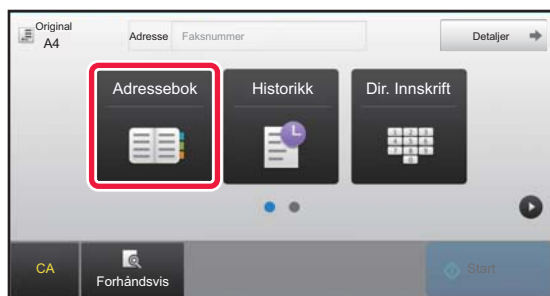 Original
A4
Adresse Faksnummer
Detaljer
Adressebok Historikk Dir. Innskrift
CA
Forhåndsvis
Start